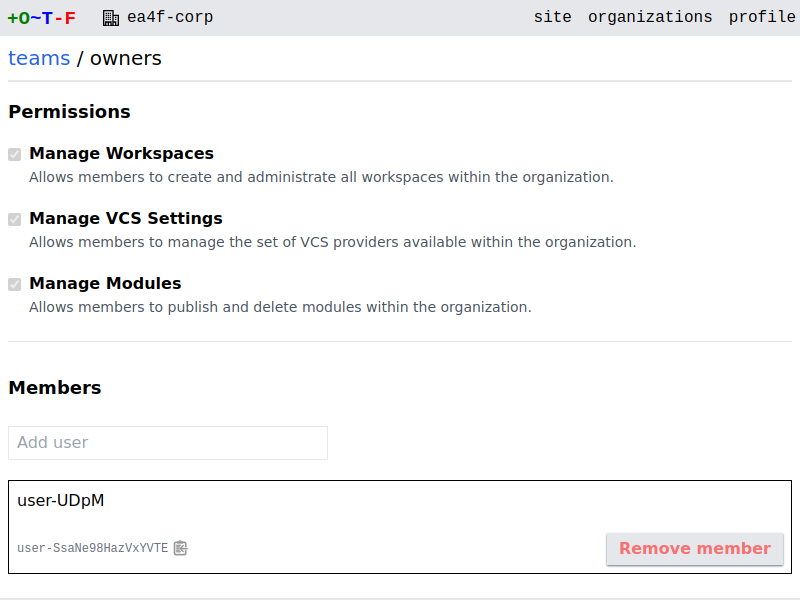 +O~T-F ea4f-corp site organizations profile
teams / owners
Permissions
Manage Workspaces
Allows members to create and administrate all workspaces within the organization.
Manage VCS Settings
Allows members to manage the set of VCS providers available within the organization.
Manage Modules
Allows members to publish and delete modules within the organization.
Members
Add user
user-UDpM
user-SsaNe98HazVxYVTE Remove member